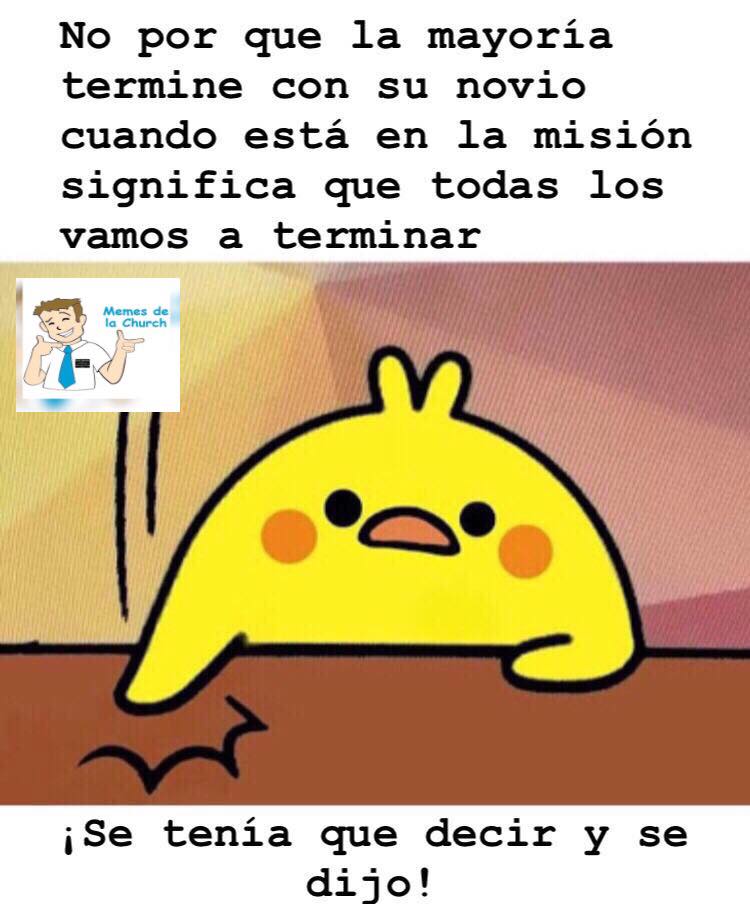 No por que la mayoría
termine con su novio
cuando está en la misión
significa que todas los
vamos a terminar
Memes de
la Church
¡Se tenía que decir y se
dijo!